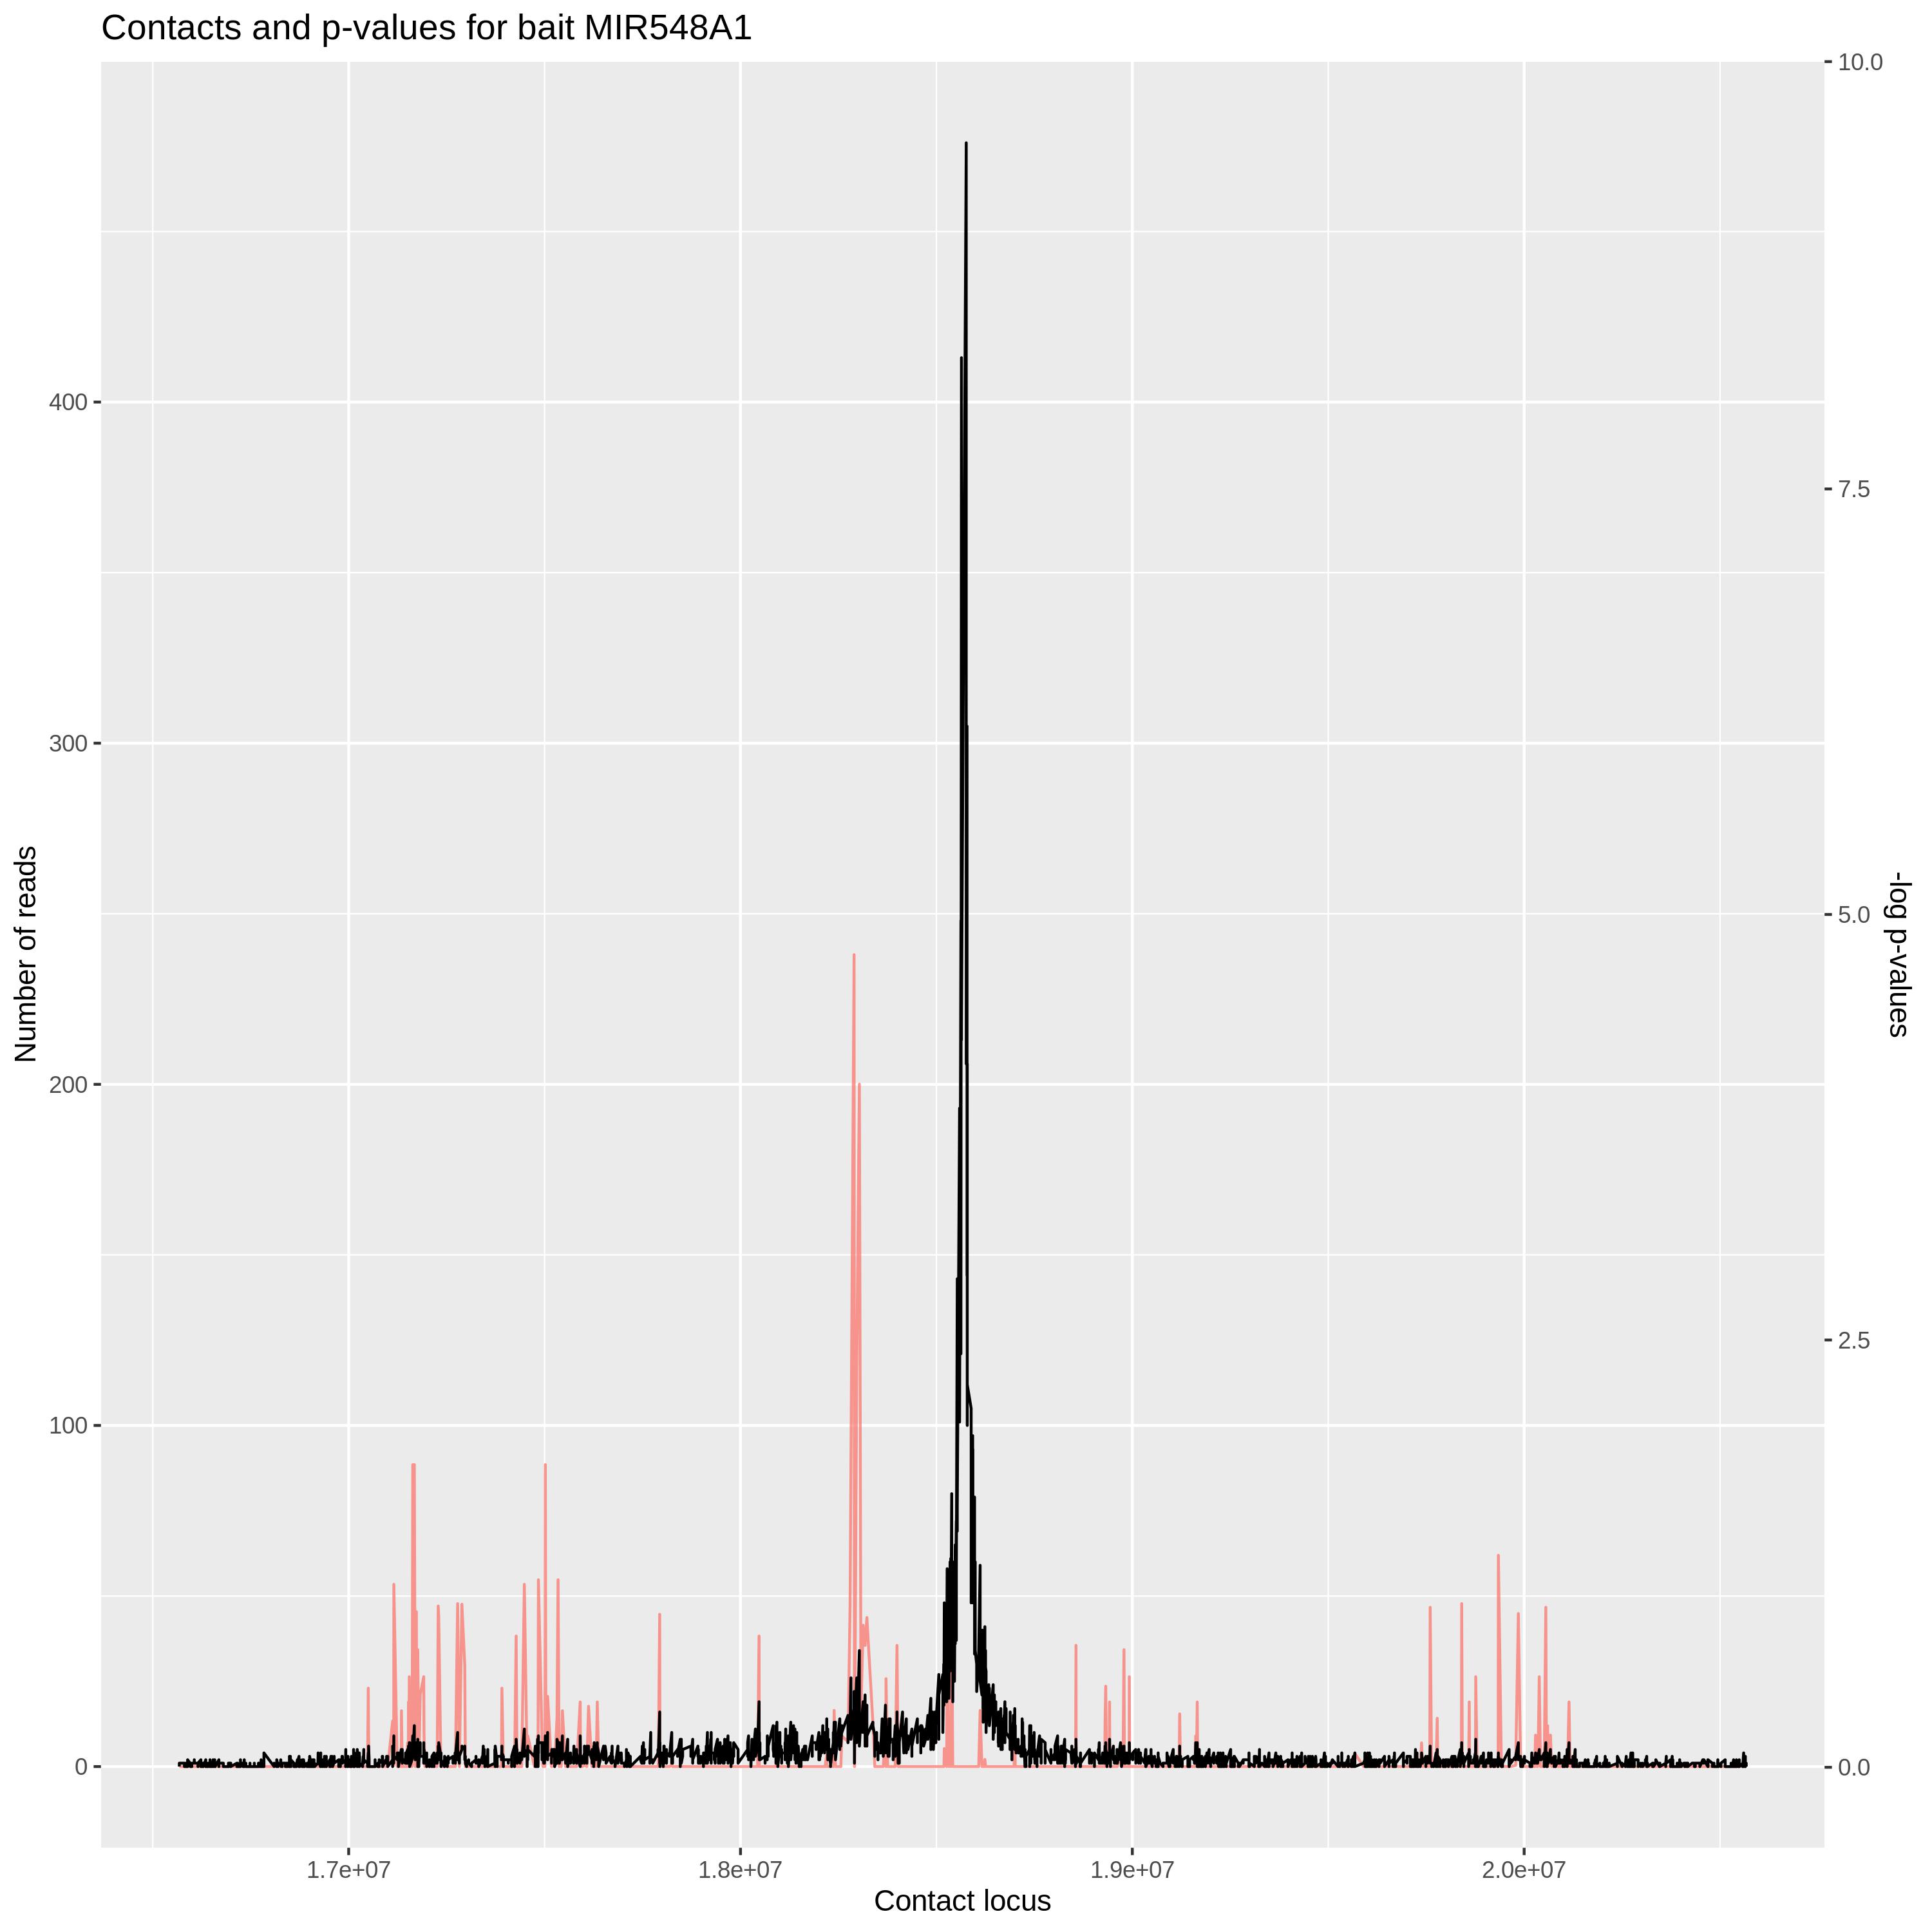 Contacts and p-values for bait MIR548A1
10.0
7.5
5.0
2.5
0.0
400
300
200
100
0
Number of reads
-log p-values
1.7e+07
1.8e+07
1.9e+07
2.0e+07
Contact locus